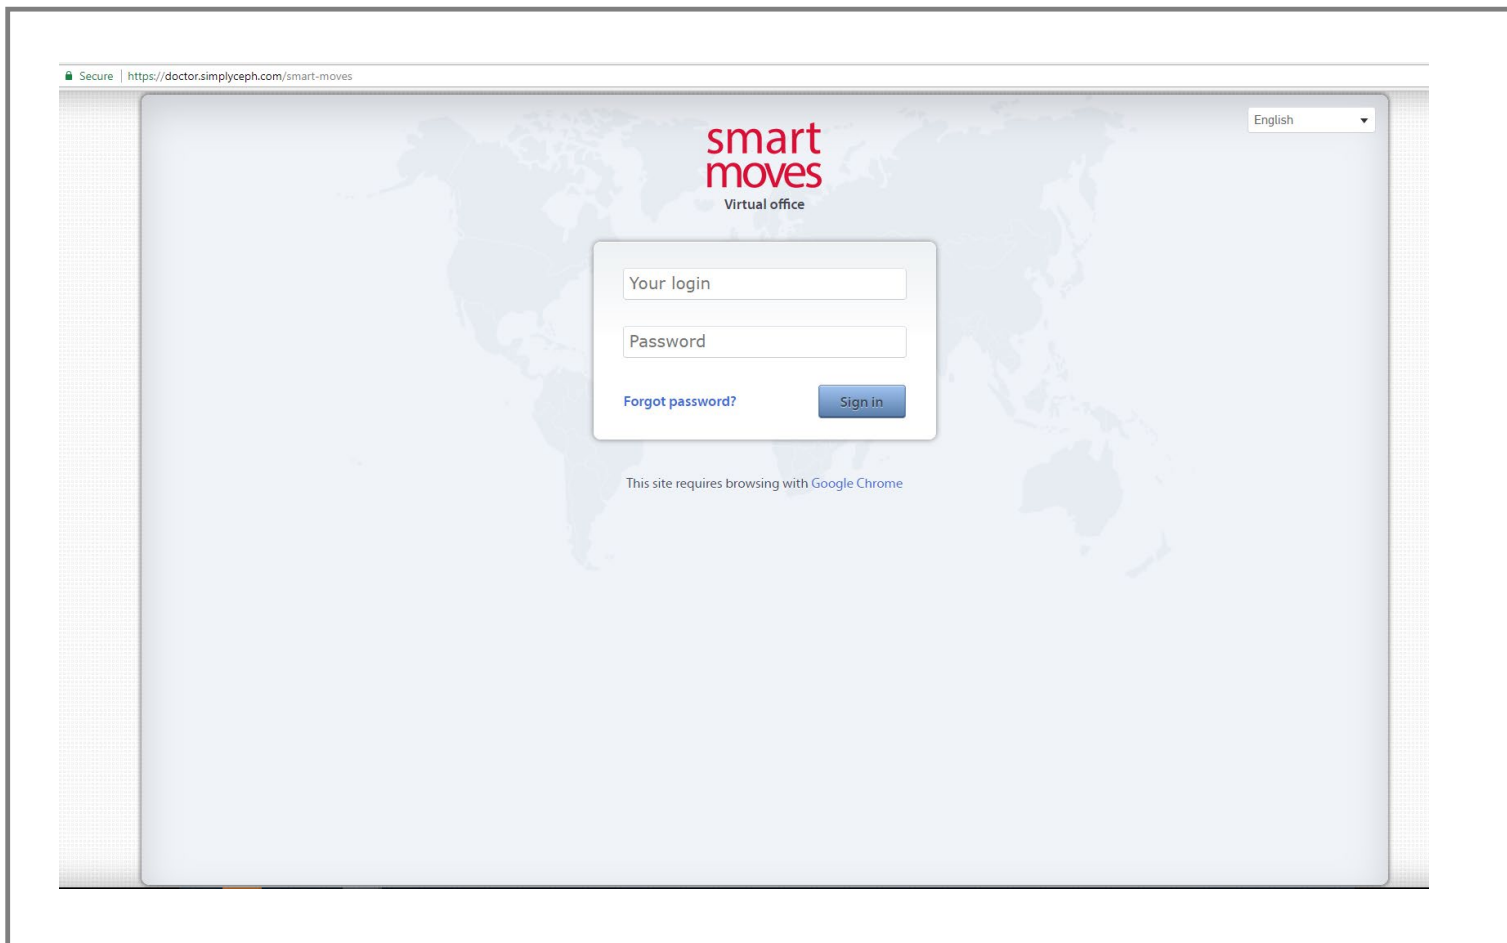 Secure | https://doctor.simplyceph.com/smart-moves
English
smart
moves
Virtual office
Your login
Password
Forgot password?
Sign in
This site requires browsing with Google Chrome